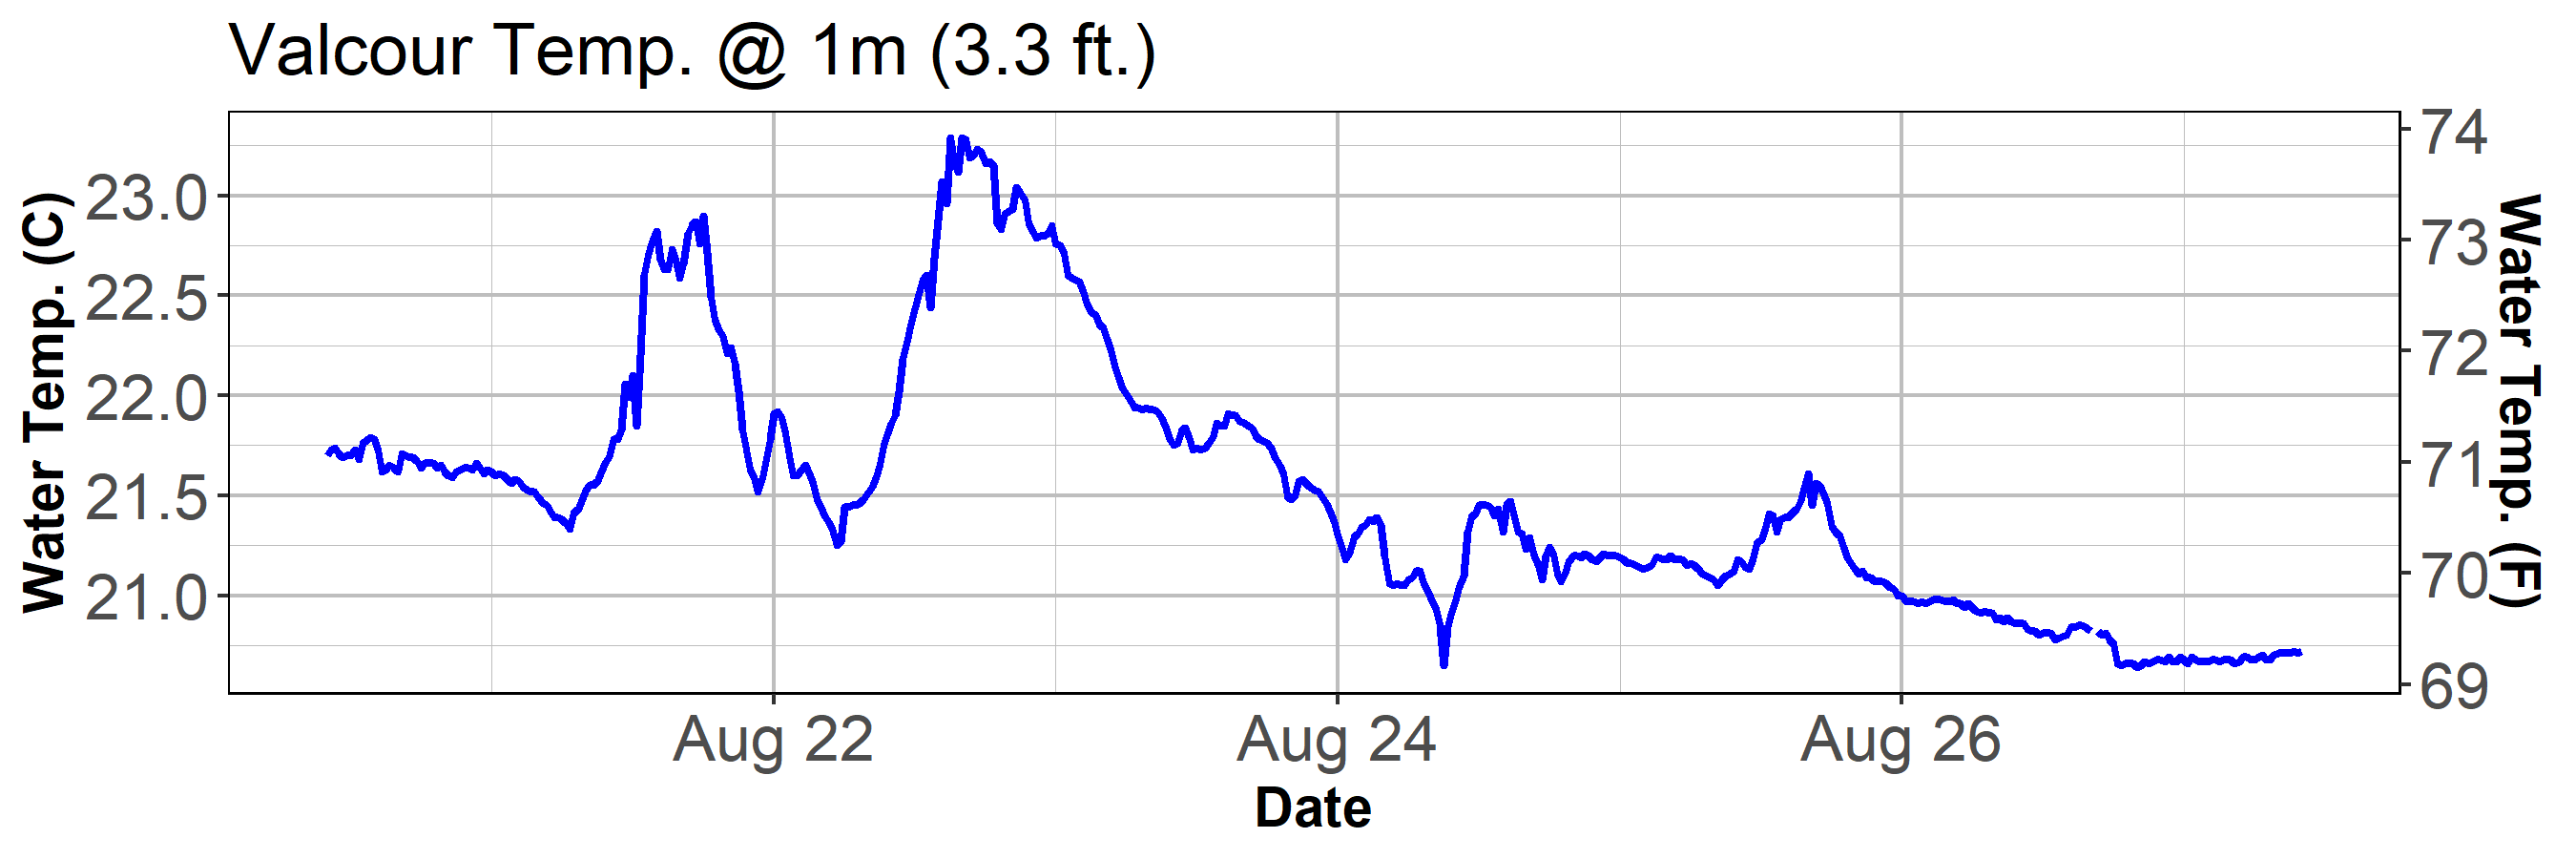 Valcour Temp. @ 1m (3.3 ft.)
Water Temp. (C)
23.0
22.5
22.0
21.5
21.0
74
73
72
71
70
69
Water Temp. (F)
Aug 22
Aug 24
Aug 26
Date